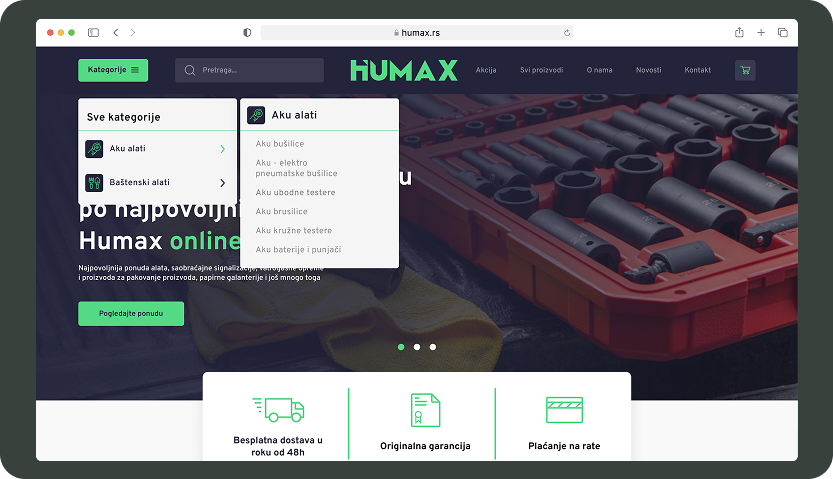 humax.rs
Kategorije
Pretraga...
HUMAX
Akcija
Svi proizvodi
O nama
Novosti
Kontakt
Sve kategorije
Aku alati
Baštenski alati
Aku alati
Aku bušilice
Aku - elektro
pneumatske bušilice
Aku ubodne testere
Aku brusilice
Aku kružne testere
Aku baterije i punjači
u
po najpovoljni
Humax online
Najpovoljnija ponuda alata, saobraćajne signalizacije, vatrogasne opreme
i proizvoda za pakovanje proizvoda, papirne galanterije i još mnogo toga
Pogledajte ponudu
Besplatna dostava u
roku od 48h
Originalna garancija
Plaćanje na rate